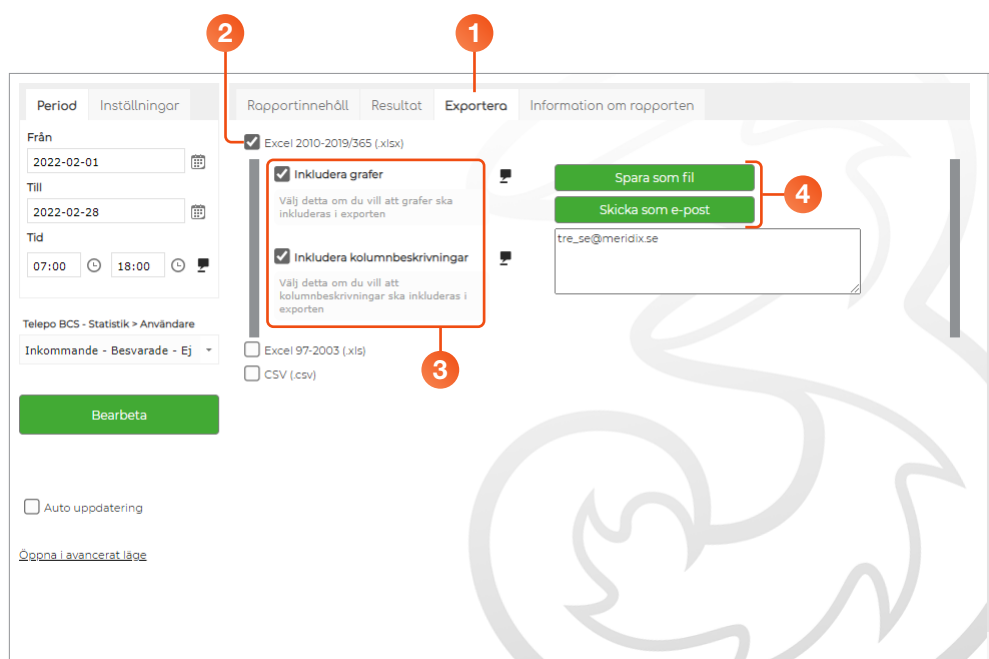 2
1
Period
Inställningar
Rapportinnehåll
Resultat
Exportera
Information om rapporten
Från
2022-02-01
Till
2022-02-28
Tid
07:00
18:00
Telepo BCS - Statistik > Användare
Inkommande - Besvarade - Ej
Bearbeta
Auto uppdatering
Öppna i avancerat läge
Excel 2010-2019/365 (.xlsx)
Inkludera grafer
Välj detta om du vill att grafer ska
inkluderas i exporten
Inkludera kolumnbeskrivningar
Välj detta om du vill att
kolumnbeskrivningar ska inkluderas i
exporten
3
Spara som fil
Skicka som e-post
4
tre_se@meridix.se
Excel 97-2003 (.xls)
CSV (.csv)